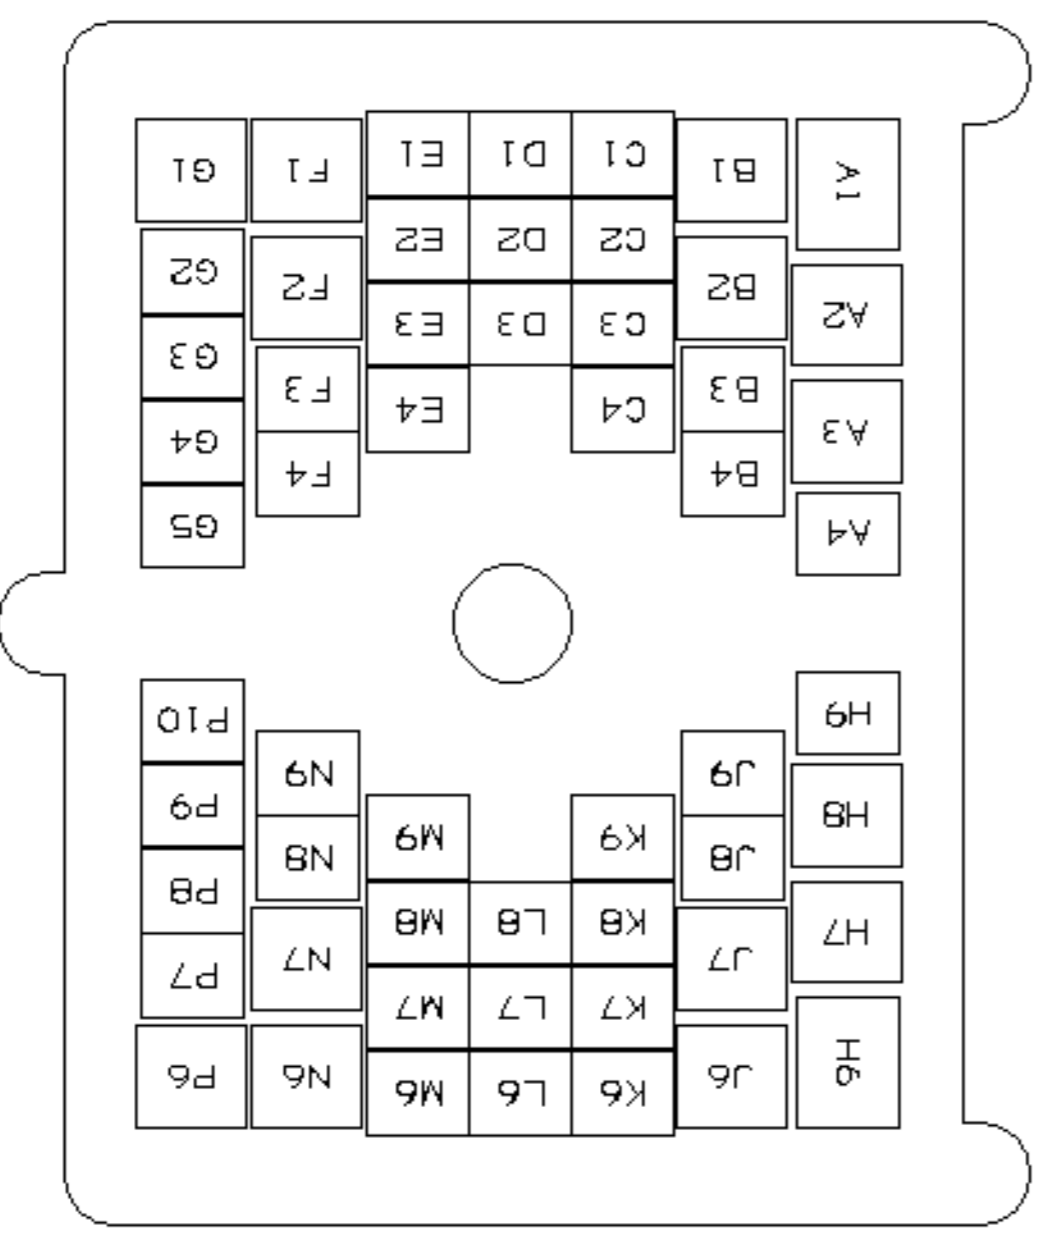 H6 J6 K6 L6 M6 N6 P6
H7 J7 K7 L7 M7 N7 P7
H8 J8 K8 L8 M8 N8 P8
H9 J9 K9 M9 N9 P9
P10
G5
A4 B4 C4 E4 F4 G4
A3 B3 C3 D3 E3 F3 G3
A2 B2 C2 D2 E2 F2 G2
A1 B1 C1 D1 E1 F1 G1